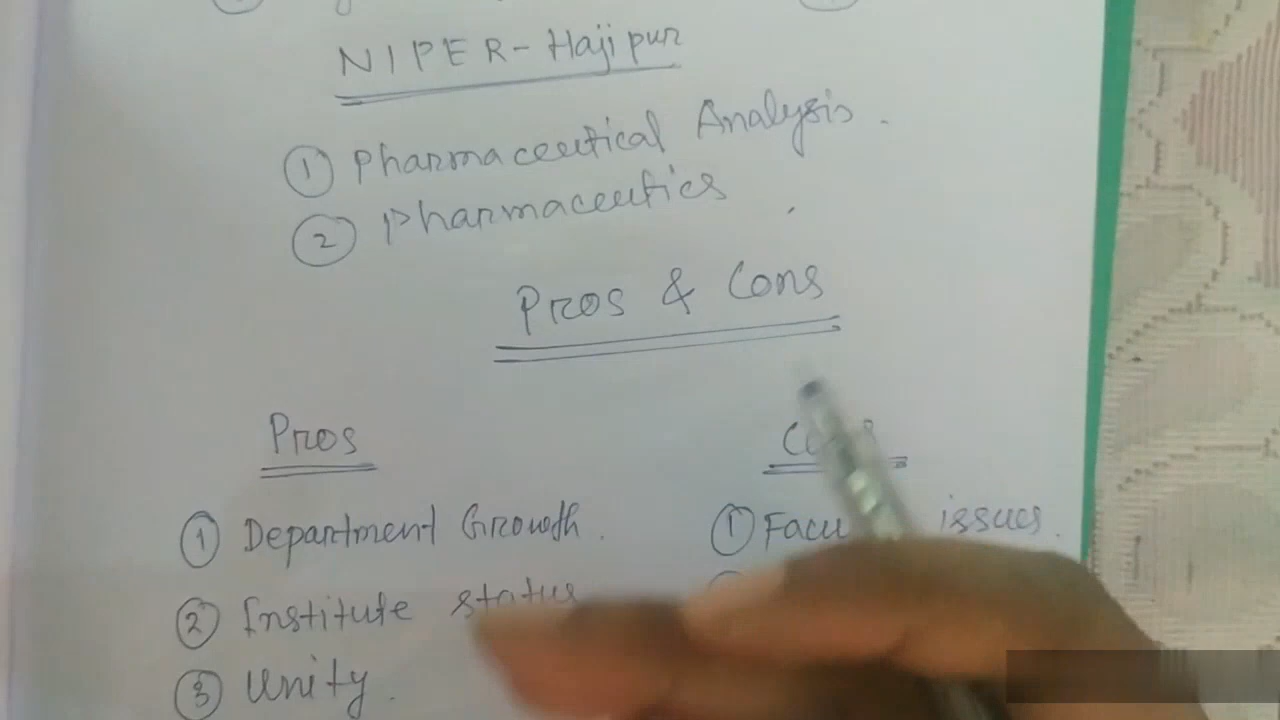 NIPER-Hajipur
① Pharmaceutical Analysis.
② Pharmaceutics
Pros & Cons
Pros
① Department Growth.
① issues.
② Institute status
③ Unity.